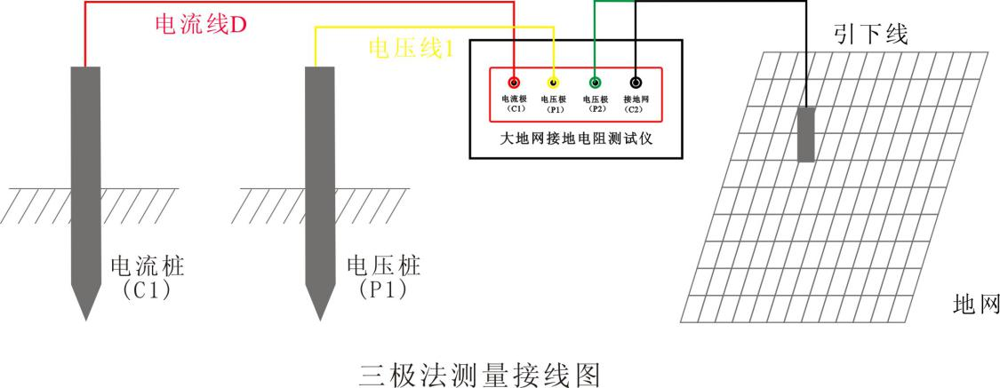 电流线D
电压线1
引下线
电流极
(C1)
电压极
(P1)
电压极
(P2)
接地网
(C2)
大地网接地电阻测试仪
电流桩
(C1)
电压桩
(P1)
地网
三极法测量接线图